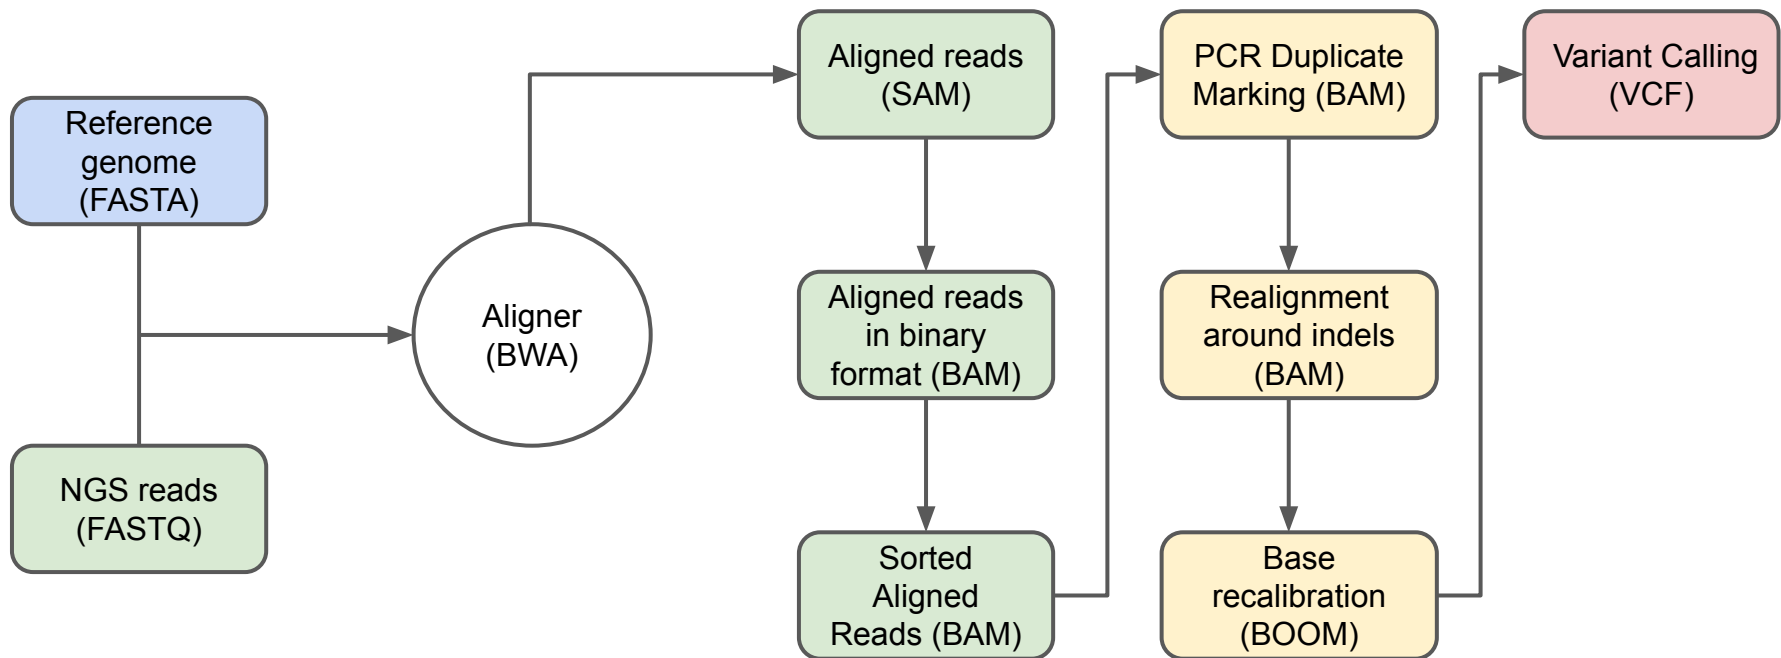 Reference
genome
(FASTA)
NGS reads
(FASTQ)
Aligner
(BWA)
Aligned reads
(SAM)
Aligned reads
in binary
format (BAM)
Sorted
Aligned
Reads (BAM)
PCR Duplicate
Marking (BAM)
Realignment
around indels
(BAM)
Base
recalibration
(BOOM)
Variant Calling
(VCF)